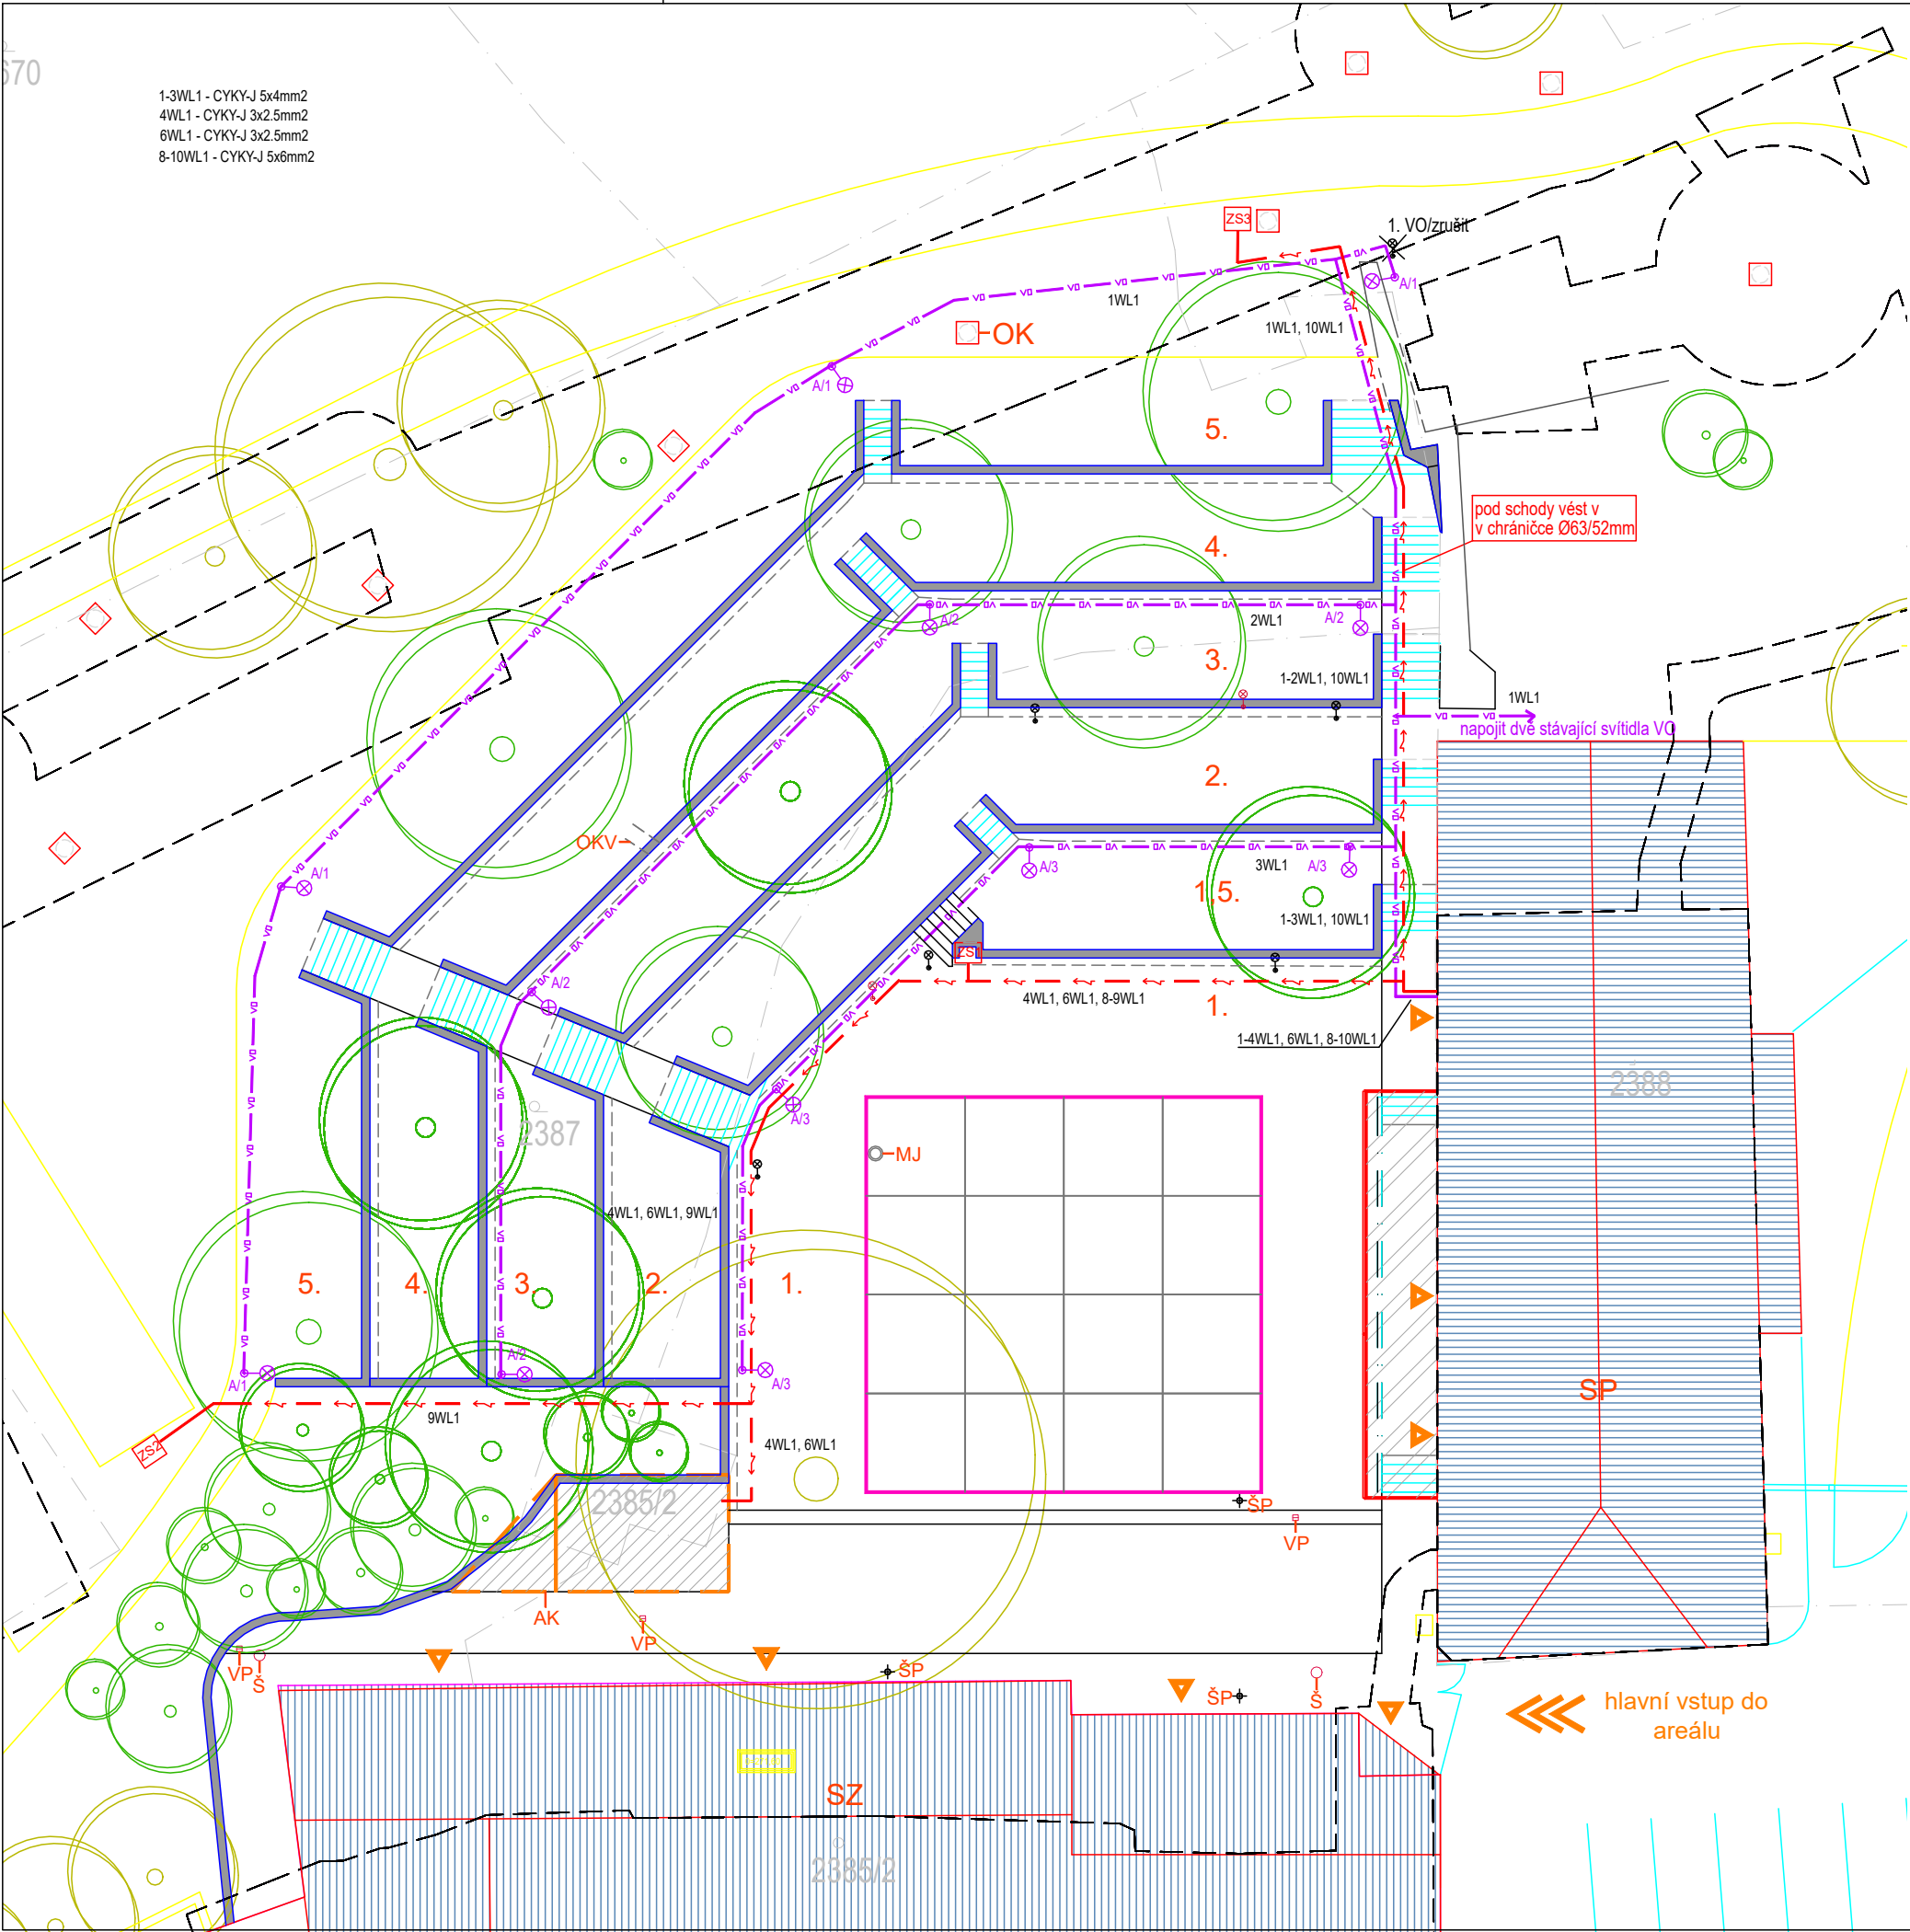 670
1-3WL1 - CYKY-J 5x4mm2
4WL1 - CYKY-J 3x2.5mm2
6WL1 - CYKY-J 3x2.5mm2
8-10WL1 - CYKY-J 5x6mm2
ZS3
1. VO/zrušit
A/1
1WL1
1WL1, 10WL1
OK
A/1
5.
pod schody vést v
v chráničce Ø63/52mm
4.
A/2
2WL1
A/2
3.
1-2WL1, 10WL1
1WL1
napojit dvě stávající svítidla VO
2.
OKV
A/3
3WL1
A/3
A/1
1,5.
1-3WL1, 10WL1
A/2
4WL1, 6WL1, 8-9WL1
1.
1-4WL1, 6WL1, 8-10WL1
2388
A/3
2387
MJ
4WL1, 6WL1, 9WL1
5.
4.
3.
2.
1.
A/2
A/1
A/3
SP
9WL1
ZS2
4WL1, 6WL1
2385/2
ŠP
VP
AK
VP
VP
Š
ŠP
ŠP
Š
hlavní vstup do
areálu
SZ
2385/2